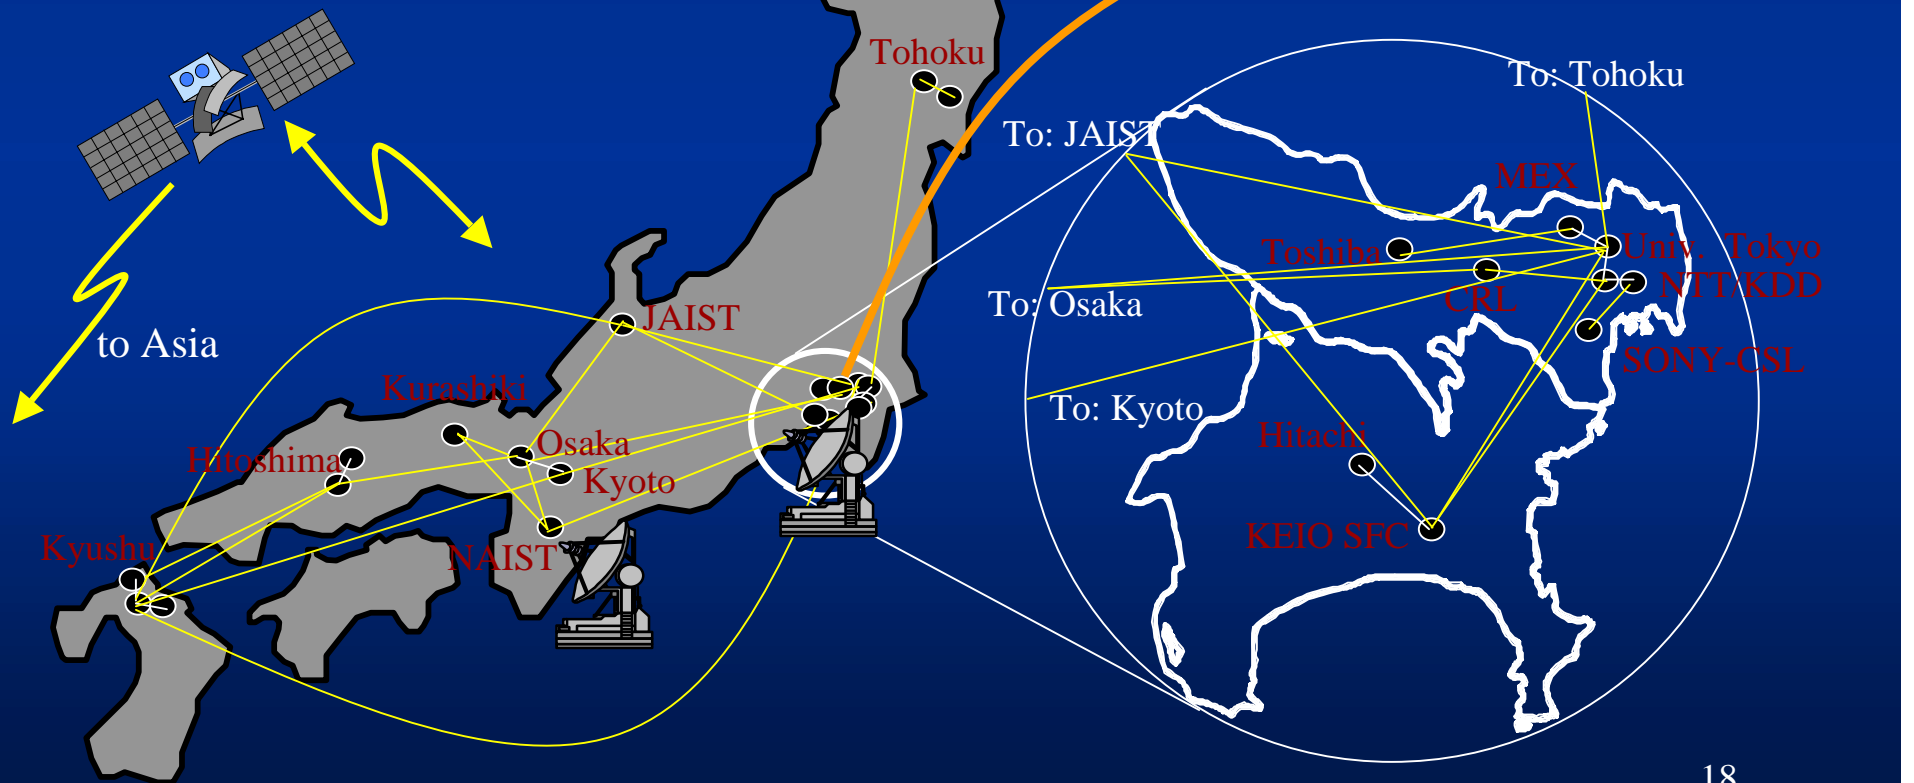 Tohoku
To: Tohoku
To: JAIST
MEX
Toshiba
Univ. Tokyo
NTT/KDD
CRL
To: Osaka
JAIST
to Asia
SONY-CSL
Kurashiki
To: Kyoto
Hitachi
Osaka
Hitoshima
Kyoto
KEIO SFC
Kyushu
NAIST
18